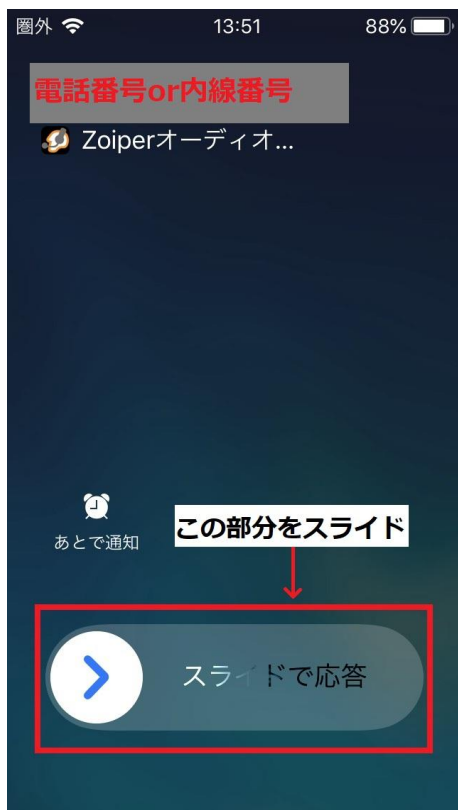 圏外 13:51 88%
電話番号or内線番号
Zoiperオーディオ...
あとで通知
この部分をスライド
スライドで応答